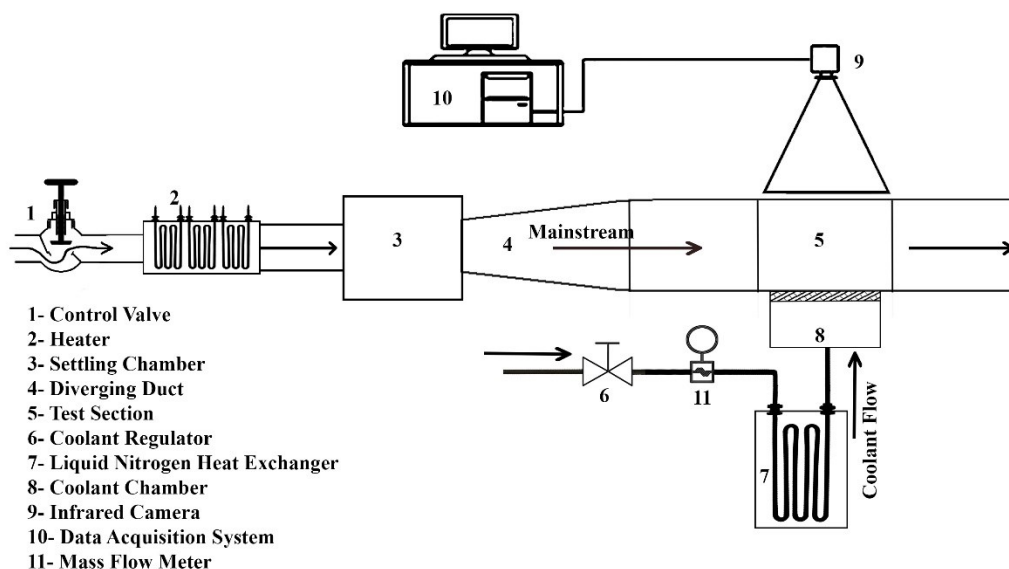 10
9
1
2
3
4
Mainstream
5
8
6
11
7
Coolant Flow
1- Control Valve
2- Heater
3- Settling Chamber
4- Diverging Duct
5- Test Section
6- Coolant Regulator
7- Liquid Nitrogen Heat Exchanger
8- Coolant Chamber
9- Infrared Camera
10- Data Acquisition System
11- Mass Flow Meter